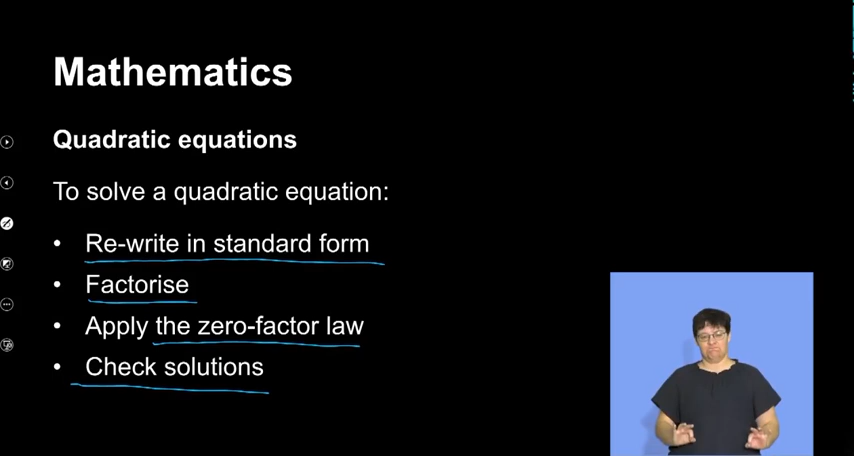 Mathematics
Quadratic equations
To solve a quadratic equation:
• Re-write in standard form
• Factorise
• Apply the zero-factor law
• Check solutions